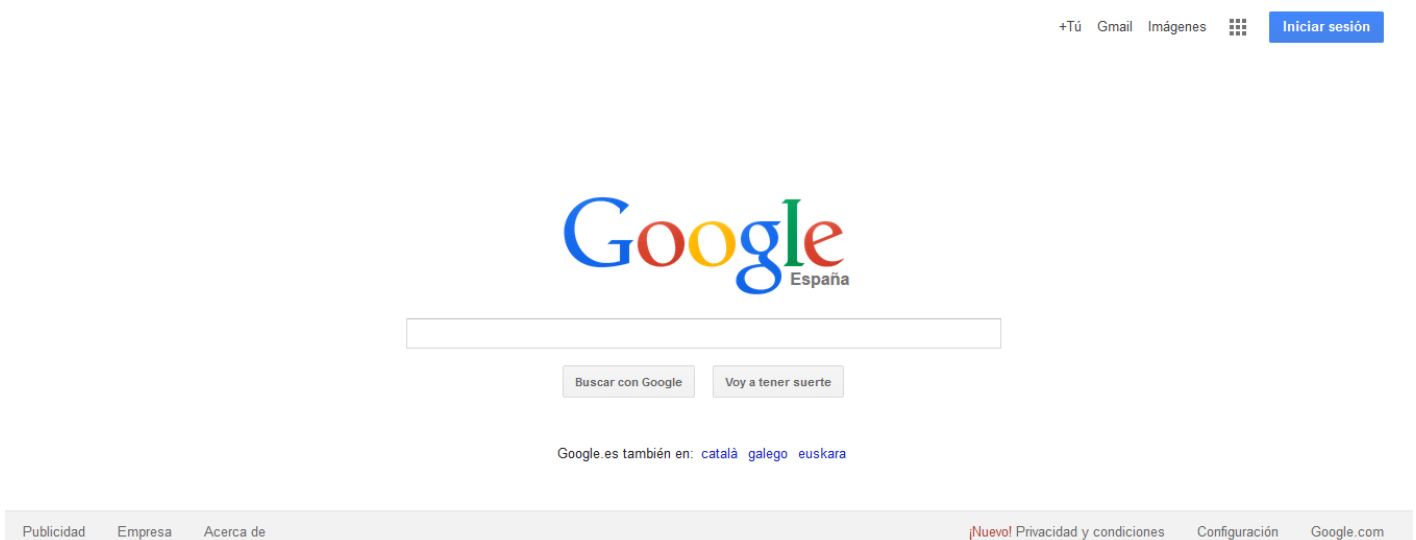 +Tú Gmail Imágenes Iniciar sesión
Google
España
Buscar con Google Voy a tener suerte
Google.es también en: català galego euskara
Publicidad Empresa Acerca de ¡Nuevo! Privacidad y condiciones Configuración Google.com